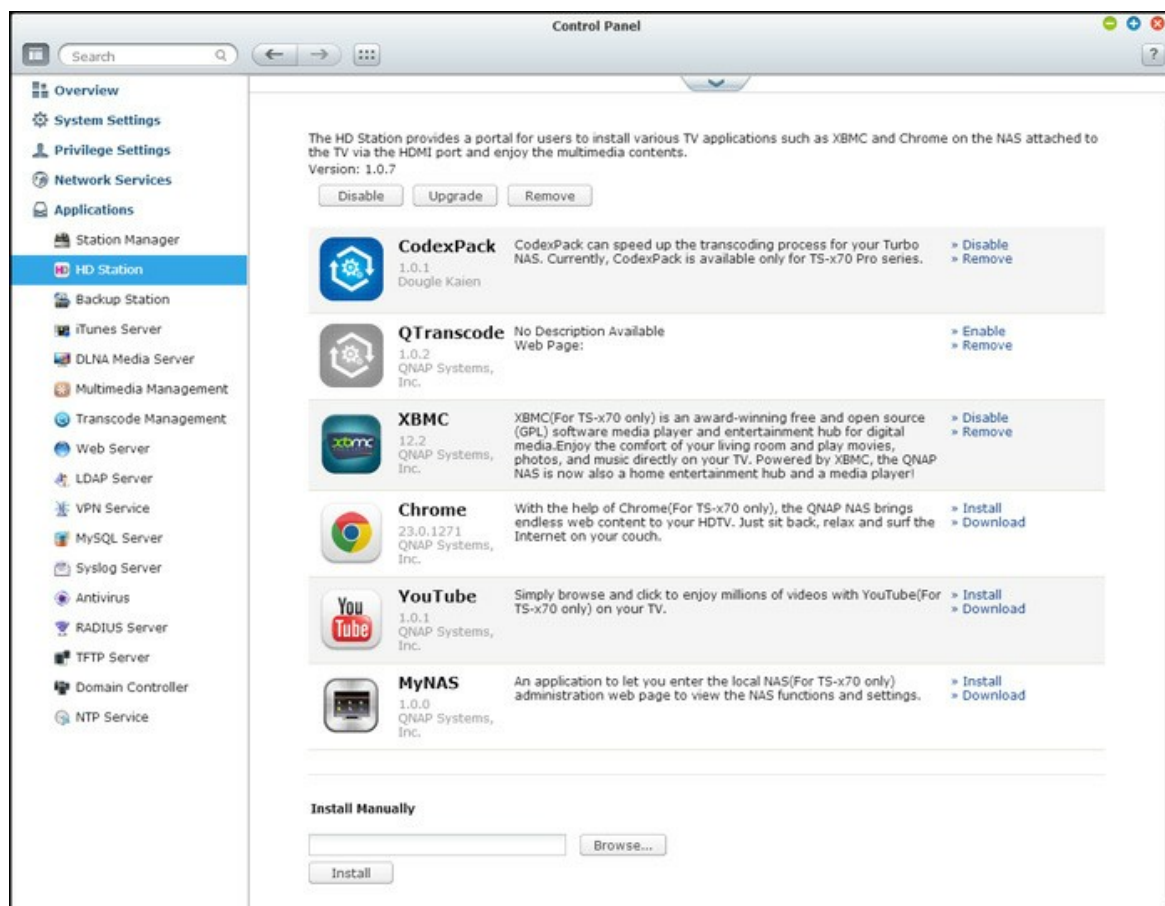 Control Panel
Search
?
Overview
System Settings
Privilege Settings
Network Services
Applications
Station Manager
HD HD Station
Backup Station
iTunes Server
DLNA Media Server
Multimedia Management
Transcode Management
Web Server
LDAP Server
VPN Service
MySQL Server
Syslog Server
Antivirus
RADIUS Server
TFTP Server
Domain Controller
NTP Service
The HD Station provides a portal for users to install various TV applications such as XBMC and Chrome on the NAS attached to
the TV via the HDMI port and enjoy the multimedia contents.
Version: 1.0.7
Disable Upgrade Remove
CodexPack
1.0.1
Dougle Kaien
CodexPack can speed up the transcoding process for your Turbo
NAS. Currently, CodexPack is available only for TS-x70 Pro series.
» Disable
» Remove
QTranscode
1.0.2
QNAP Systems,
Inc.
No Description Available
Web Page:
» Enable
» Remove
xbmc
XBMC
12.2
QNAP Systems,
Inc.
XBMC(For TS-x70 only) is an award-winning free and open source
(GPL) software media player and entertainment hub for digital
media.Enjoy the comfort of your living room and play movies,
photos, and music directly on your TV. Powered by XBMC, the QNAP
NAS is now also a home entertainment hub and a media player!
» Disable
» Remove
Chrome
23.0.1271
QNAP Systems,
Inc.
With the help of Chrome(For TS-x70 only), the QNAP NAS brings
endless web content to your HDTV. Just sit back, relax and surf the
Internet on your couch.
» Install
» Download
You
Tube
YouTube
1.0.1
QNAP Systems,
Inc.
Simply browse and click to enjoy millions of videos with YouTube(For
TS-x70 only) on your TV.
» Install
» Download
MyNAS
1.0.0
QNAP Systems,
Inc.
An application to let you enter the local NAS(For TS-x70 only)
administration web page to view the NAS functions and settings.
» Install
» Download
Install Manually
Browse...
Install